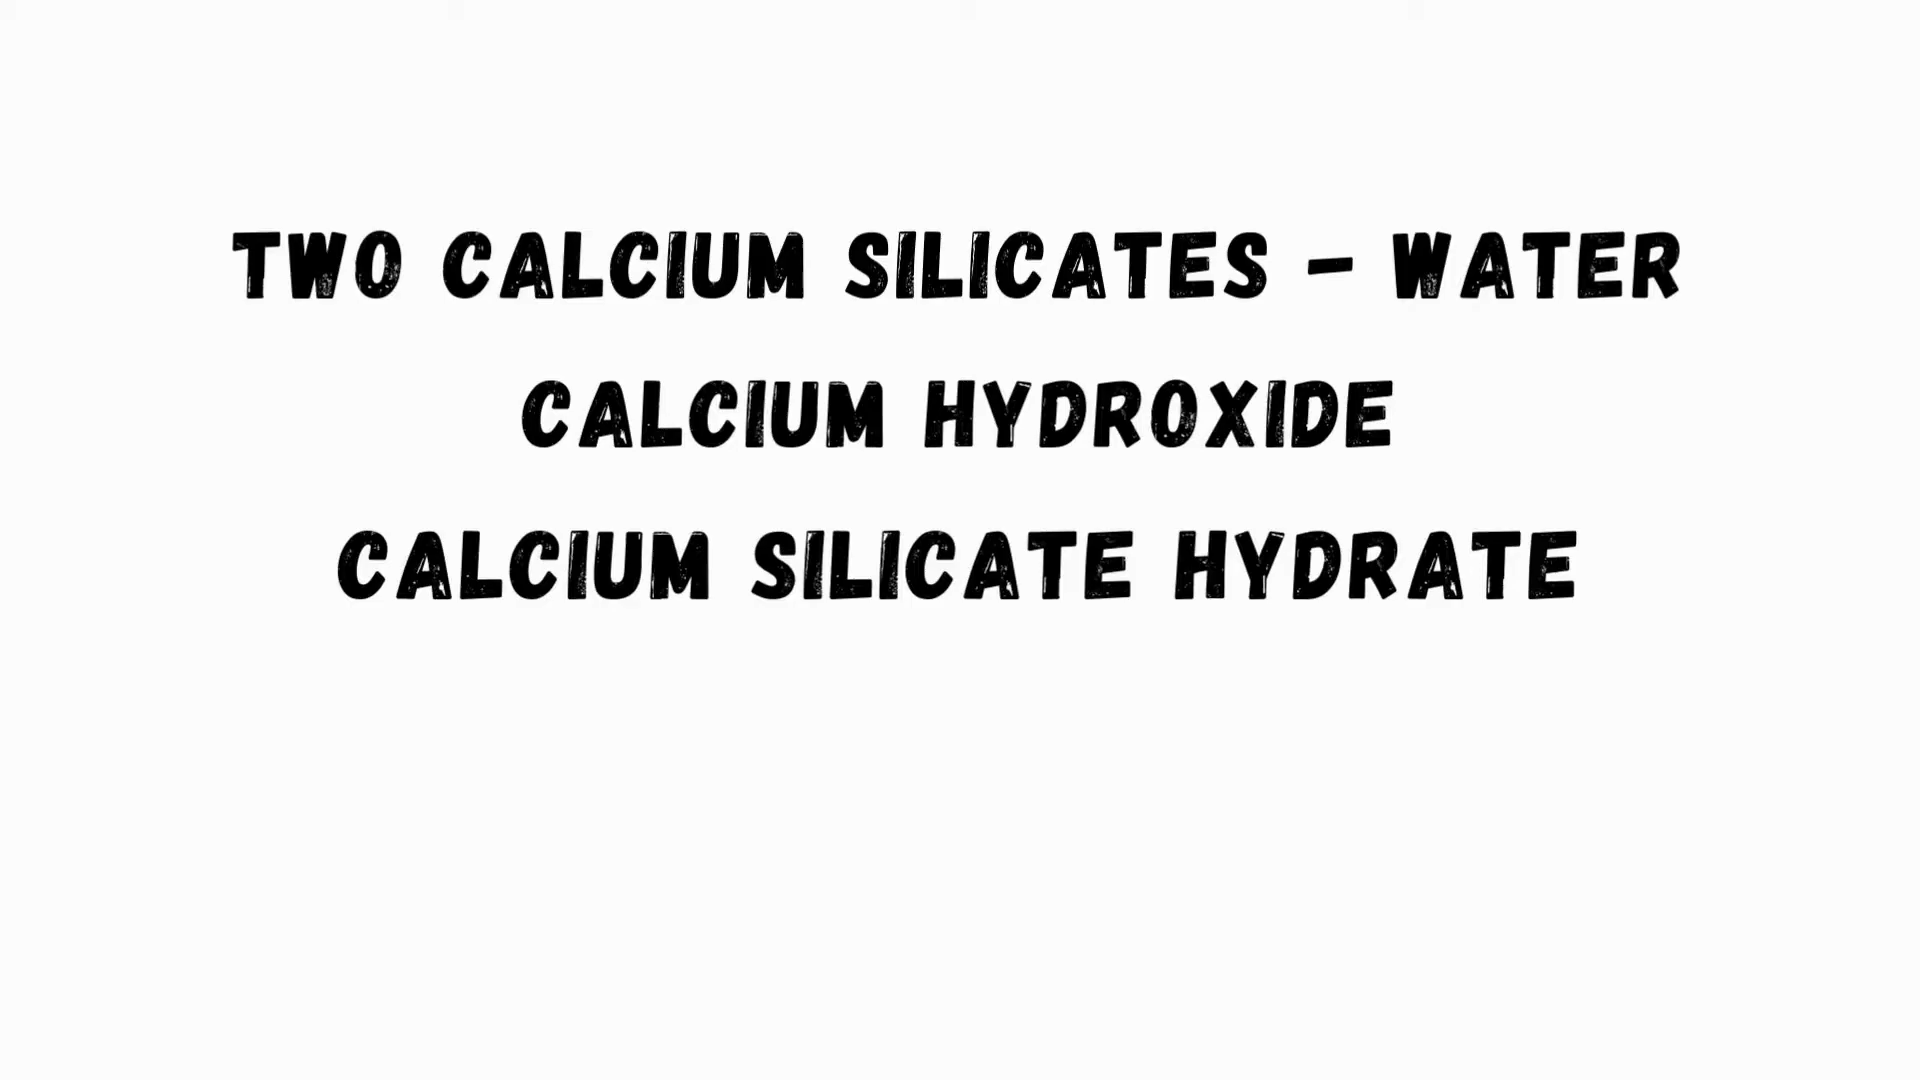 TWO CALCIUM SILICATES - WATER
CALCIUM HYDROXIDE
CALCIUM SILICATE HYDRATE